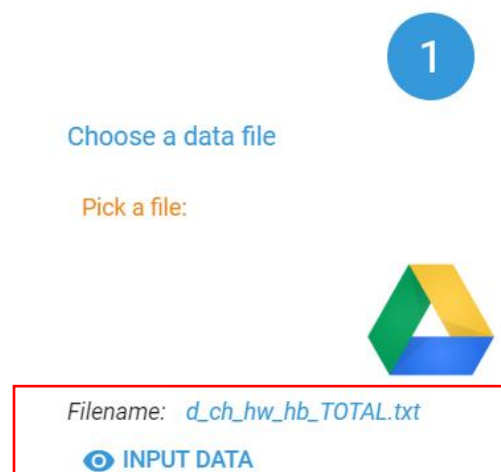 1
Choose a data file
Pick a file:
Filename: d_ch_hw_hb_TOTAL.txt
INPUT DATA